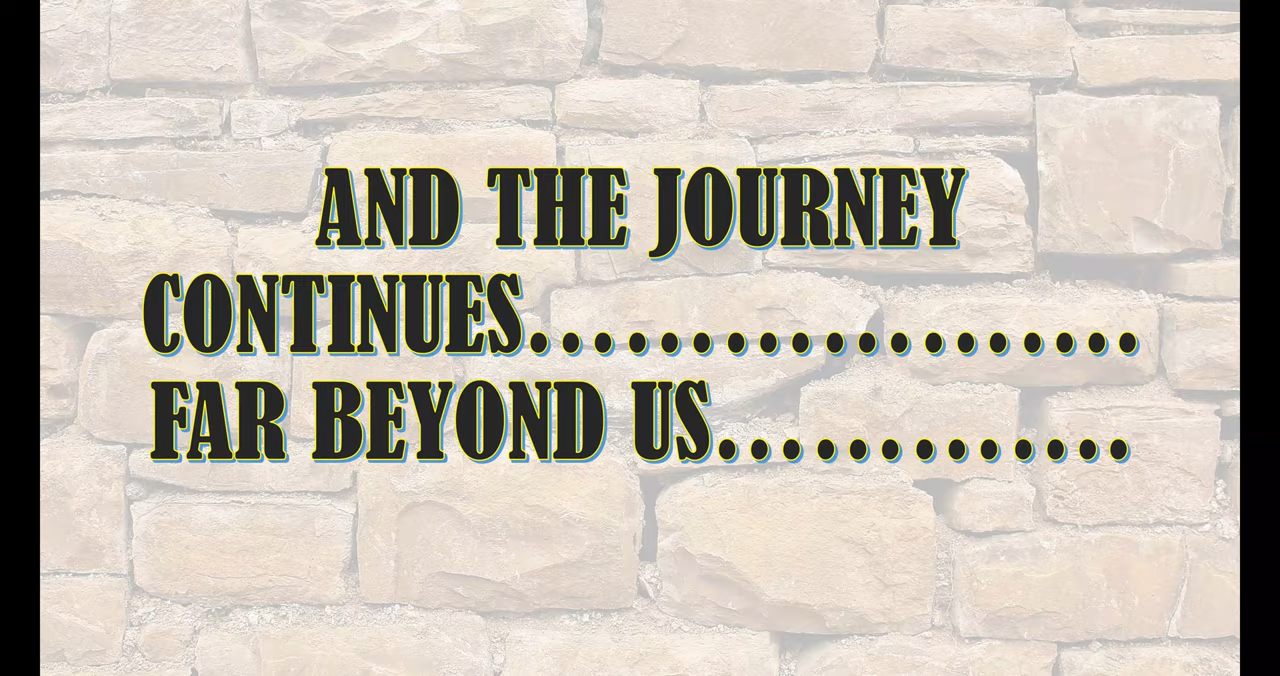 AND THE JOURNEY
CONTINUES...................
FAR BEYOND US.............